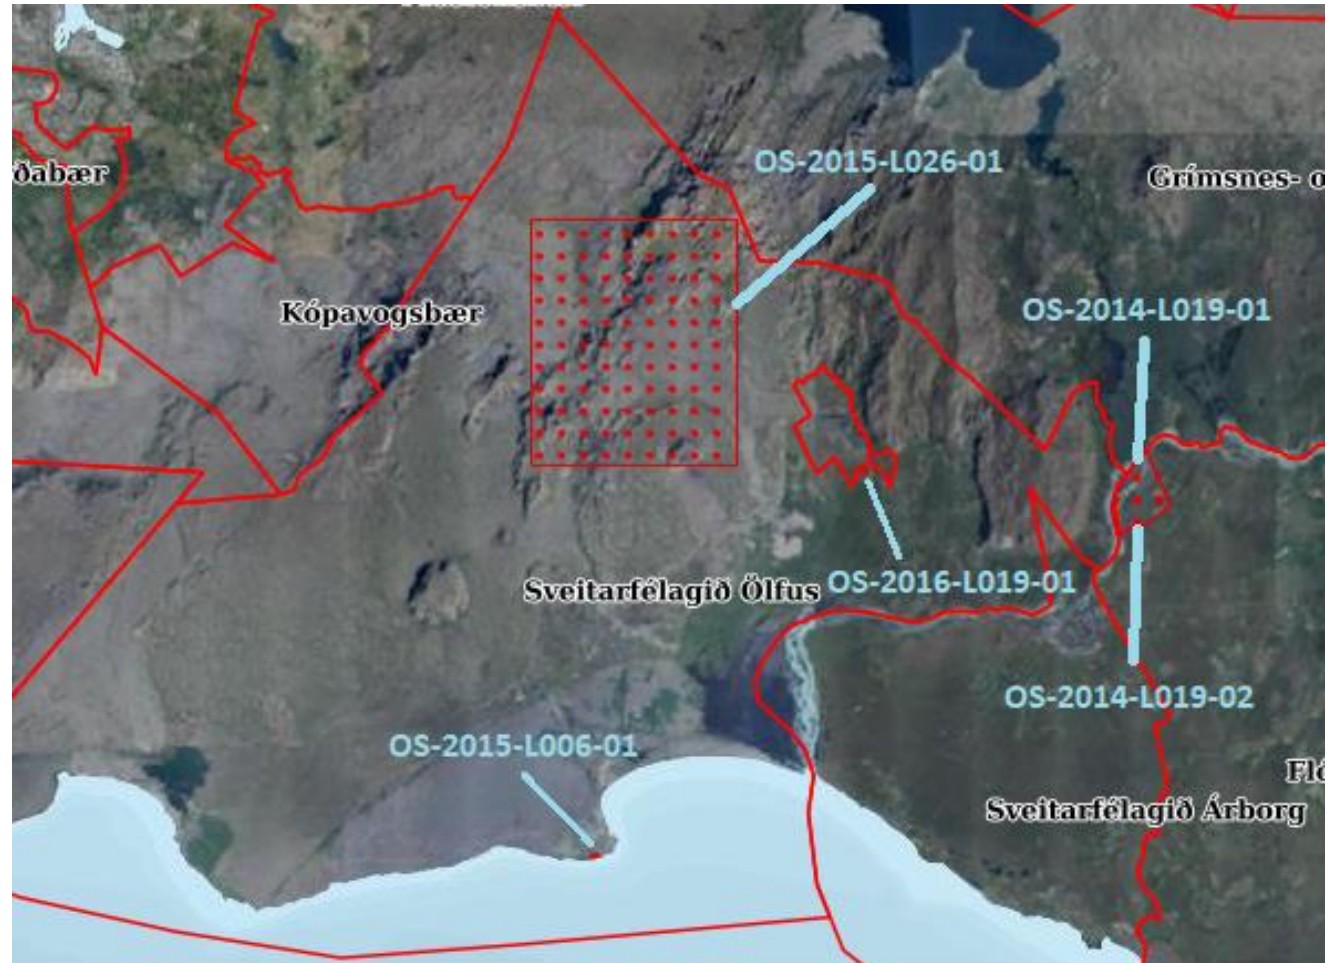 OS-2015-L026-01
ðabær
Grímsnes- o
Kópavogsbær
OS-2014-L019-01
Sveitarfélagið Ölfus
OS-2016-L019-01
OS-2014-L019-02
OS-2015-L006-01
Fló
Sveitarfélagið Árborg